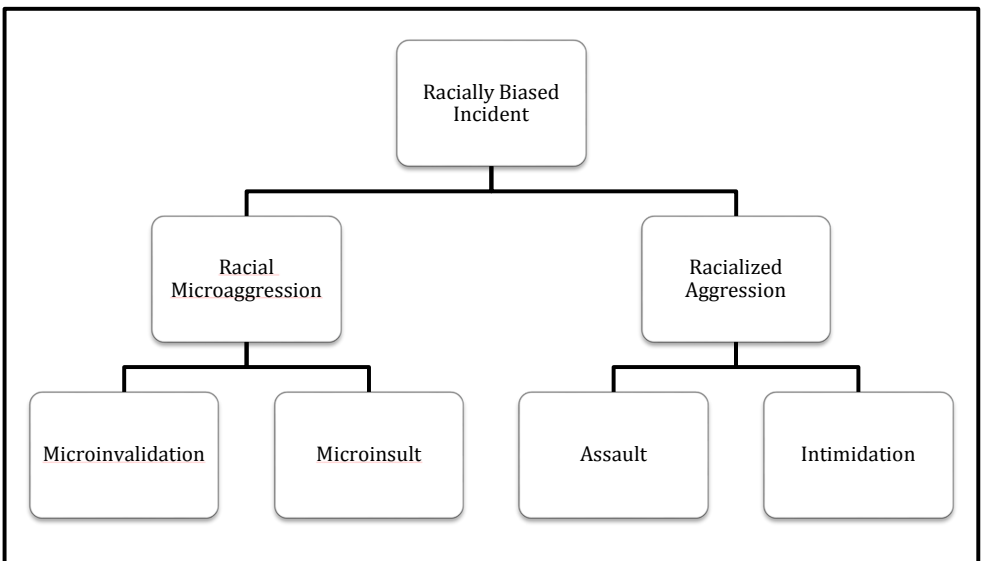 Racially Biased
Incident
Racial
Microaggression
Racialized
Aggression
Microinvalidation
Microinsult
Assault
Intimidation